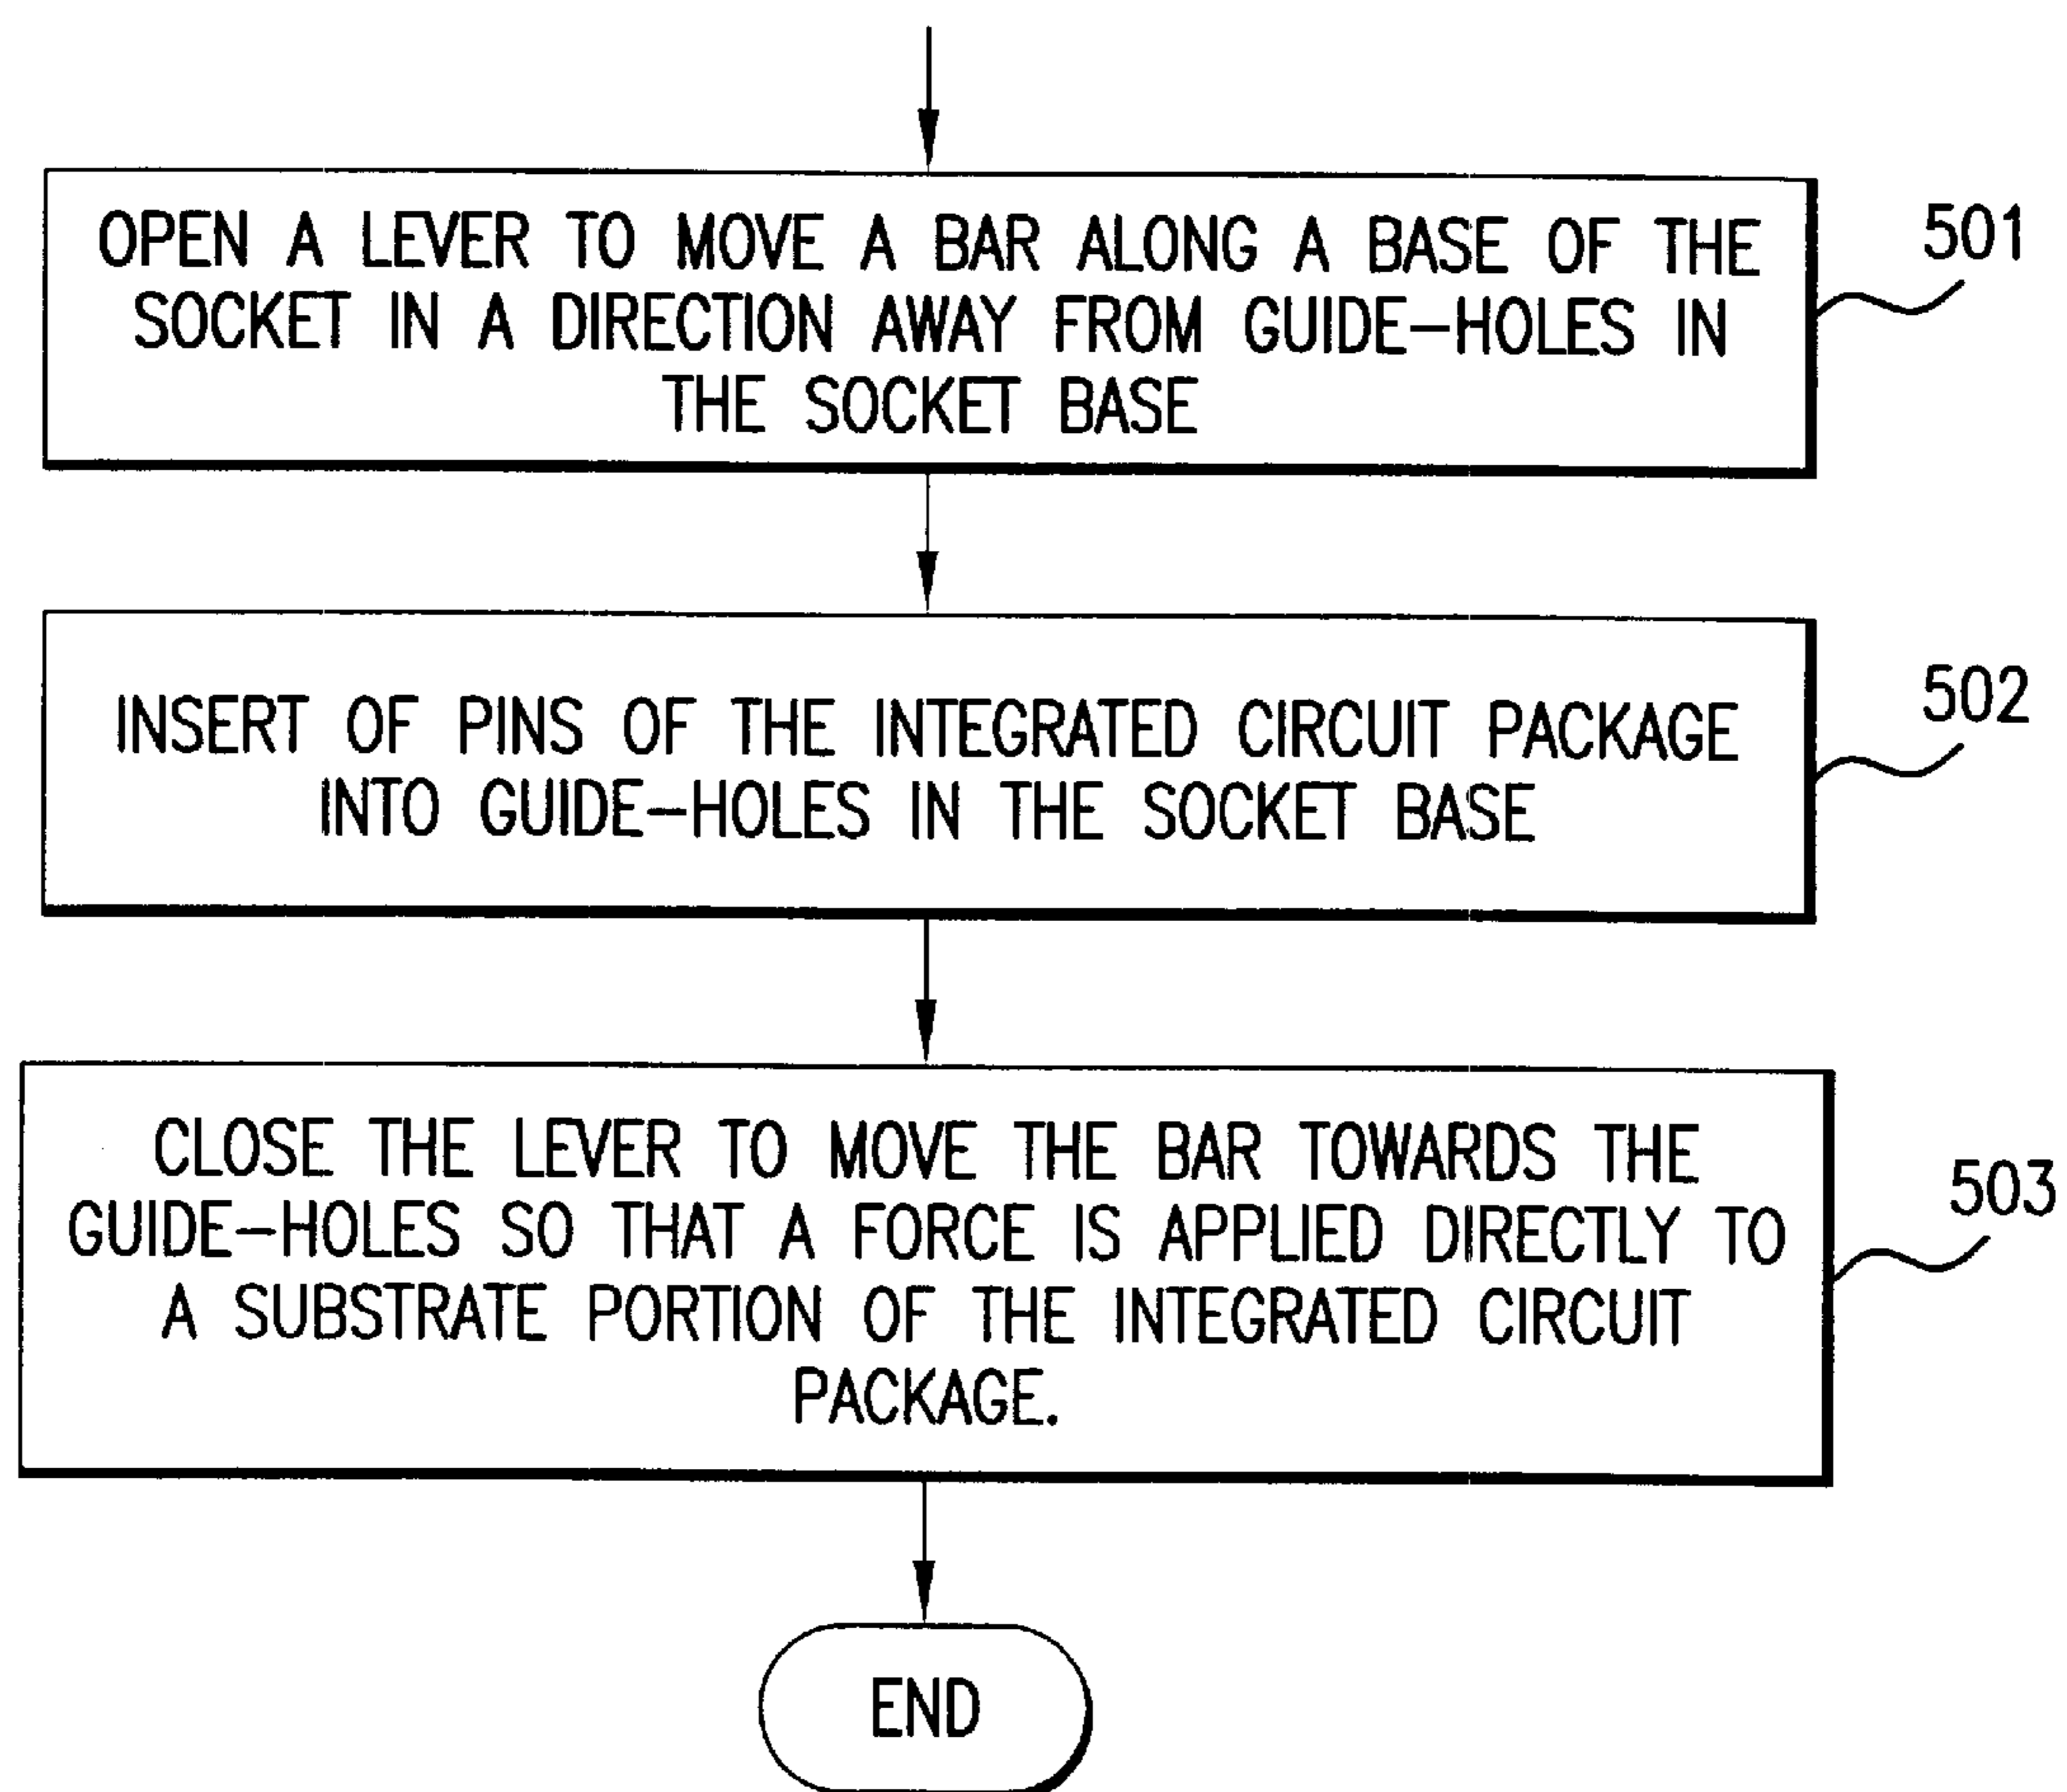 OPEN A LEVER TO MOVE A BAR ALONG A BASE OF THE
SOCKET IN A DIRECTION AWAY FROM GUIDE-HOLES IN
THE SOCKET BASE
501
INSERT OF PINS OF THE INTEGRATED CIRCUIT PACKAGE
INTO GUIDE-HOLES IN THE SOCKET BASE
502
CLOSE THE LEVER TO MOVE THE BAR TOWARDS THE
GUIDE-HOLES SO THAT A FORCE IS APPLIED DIRECTLY TO
A SUBSTRATE PORTION OF THE INTEGRATED CIRCUIT
PACKAGE.
503
END